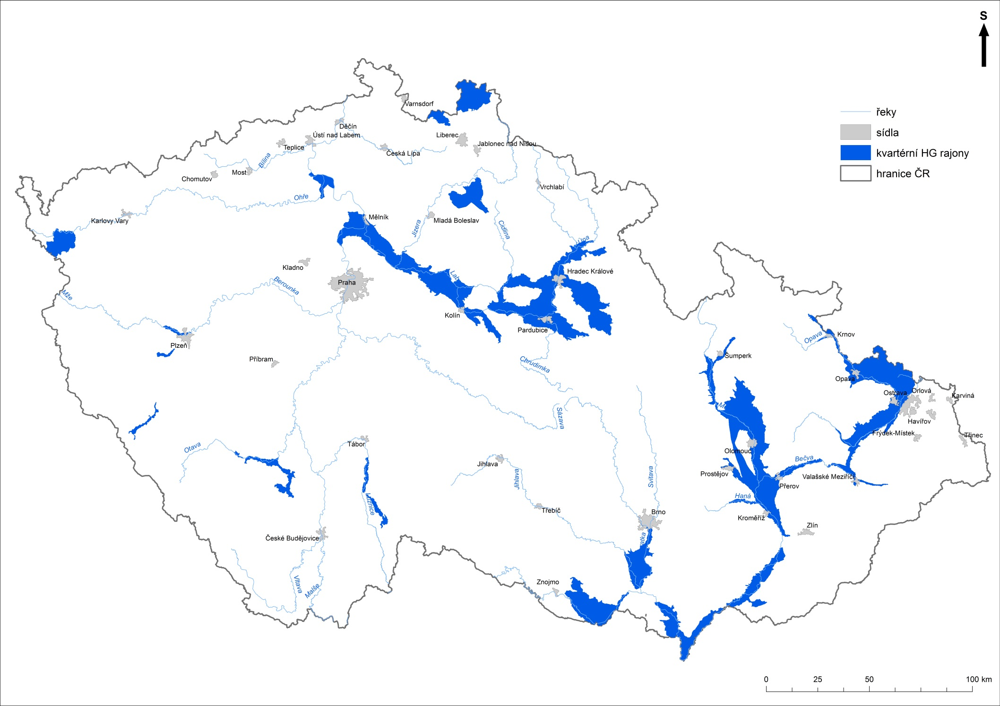 S
řeky
sídla
kvartérní HG rajony
hranice ČR
Varnsdorf
Děčín
Ústí nad Labem
Teplice
Liberec
Jablonec nad Nisou
Česká Lípa
Bílina
Most
Chomutov
Vrchlabí
Ohře
Karlovy Vary
Mělník
Mladá Boleslav
Jizera
Cidlina
Úpa
Kladno
Praha
Berounka
Mže
Hradec Králové
Lab
Kolín
Pardubice
Chrudimka
Plzeň
Příbram
Krnov
Opava
Šumperk
Opava
Ostrava
Orlová
Karviná
Havířov
Frýdek-Místek
Třinec
Sázava
Mo
Otava
Tábor
Olomouc
Jihlava
Jihlava
Svitava
Prostějov
Bečva
Valašské Meziříčí
Přerov
Haná
Lužnice
Třebíč
Brno
Kroměříž
Zlín
České Budějovice
ratka
Vltava
Malše
Znojmo
0 25 50 100 km